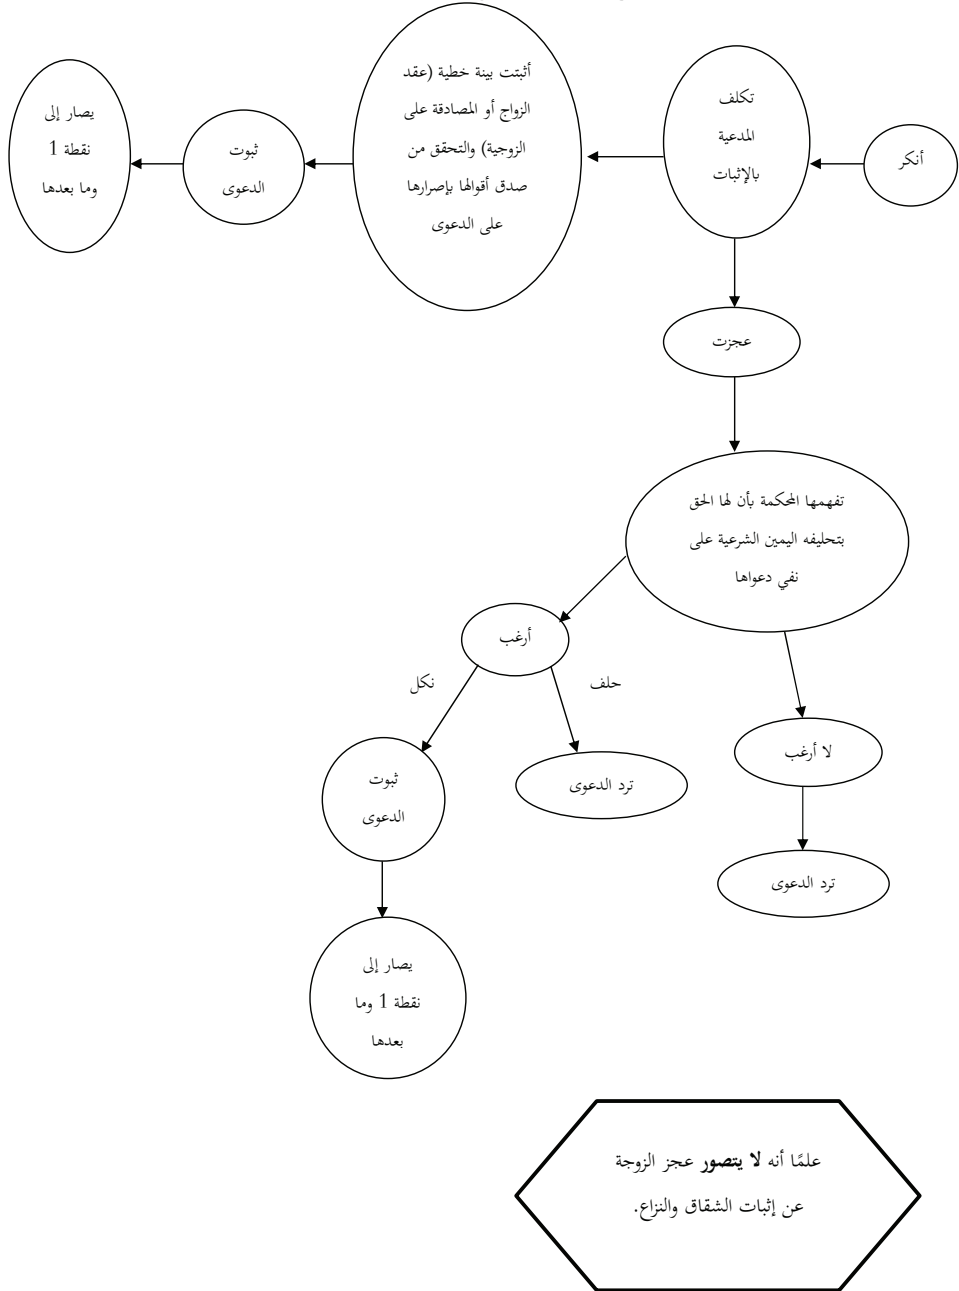 أنكر
تكلف
المدعية
بالإثبات
أثبتت بينة خطية (عقد
الزواج أو المصادقة على
الزوجية) والتحقق من
صدق أقوالها بإصرارها
على الدعوى
ثبوت
الدعوى
يصار إلى
نقطة 1
وما بعدها
عجزت
تفهمها المحكمة بأن لها الحق
بتحليفه اليمين الشرعية على
نفي دعواها
أرغب
حلف
نكل
لا أرغب
ترد الدعوى
ترد الدعوى
ثبوت
الدعوى
يصار إلى
نقطة 1 وما
بعدها
علمًا أنه لا يتصور عجز الزوجة
عن إثبات الشقاق والنزاع.